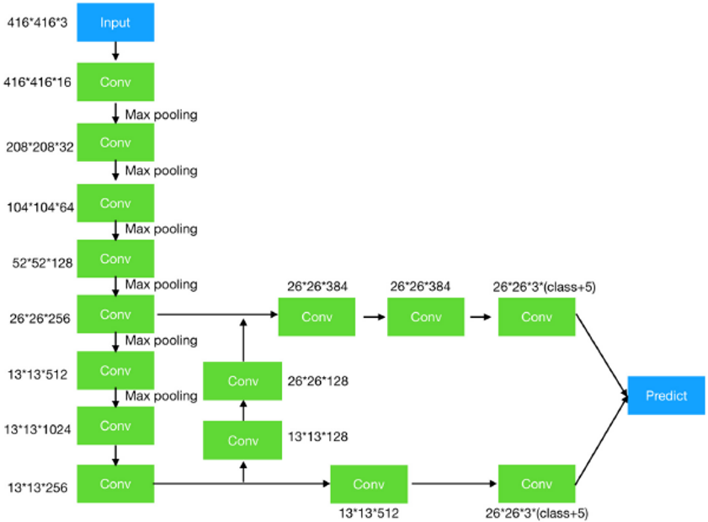 416*416*3
Input
416*416*16
Conv
Max pooling
208*208*32
Conv
Max pooling
104*104*64
Conv
Max pooling
52*52*128
Conv
Max pooling
26*26*256
Conv
26*26*384
Conv
26*26*384
Conv
26*26*3*(class+5)
Conv
Max pooling
13*13*512
Conv
Conv
26*26*128
Predict
Max pooling
13*13*1024
Conv
Conv
13*13*128
13*13*256
Conv
Conv
13*13*512
Conv
26*26*3*(class+5)